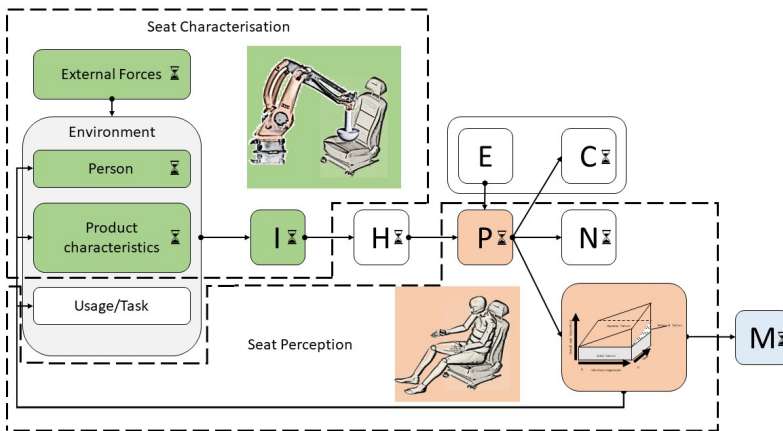 Seat Characterisation
External Forces
Environment
Person
Product
characteristics
Usage/Task
I
H
E
C
P
N
M
Seat Perception